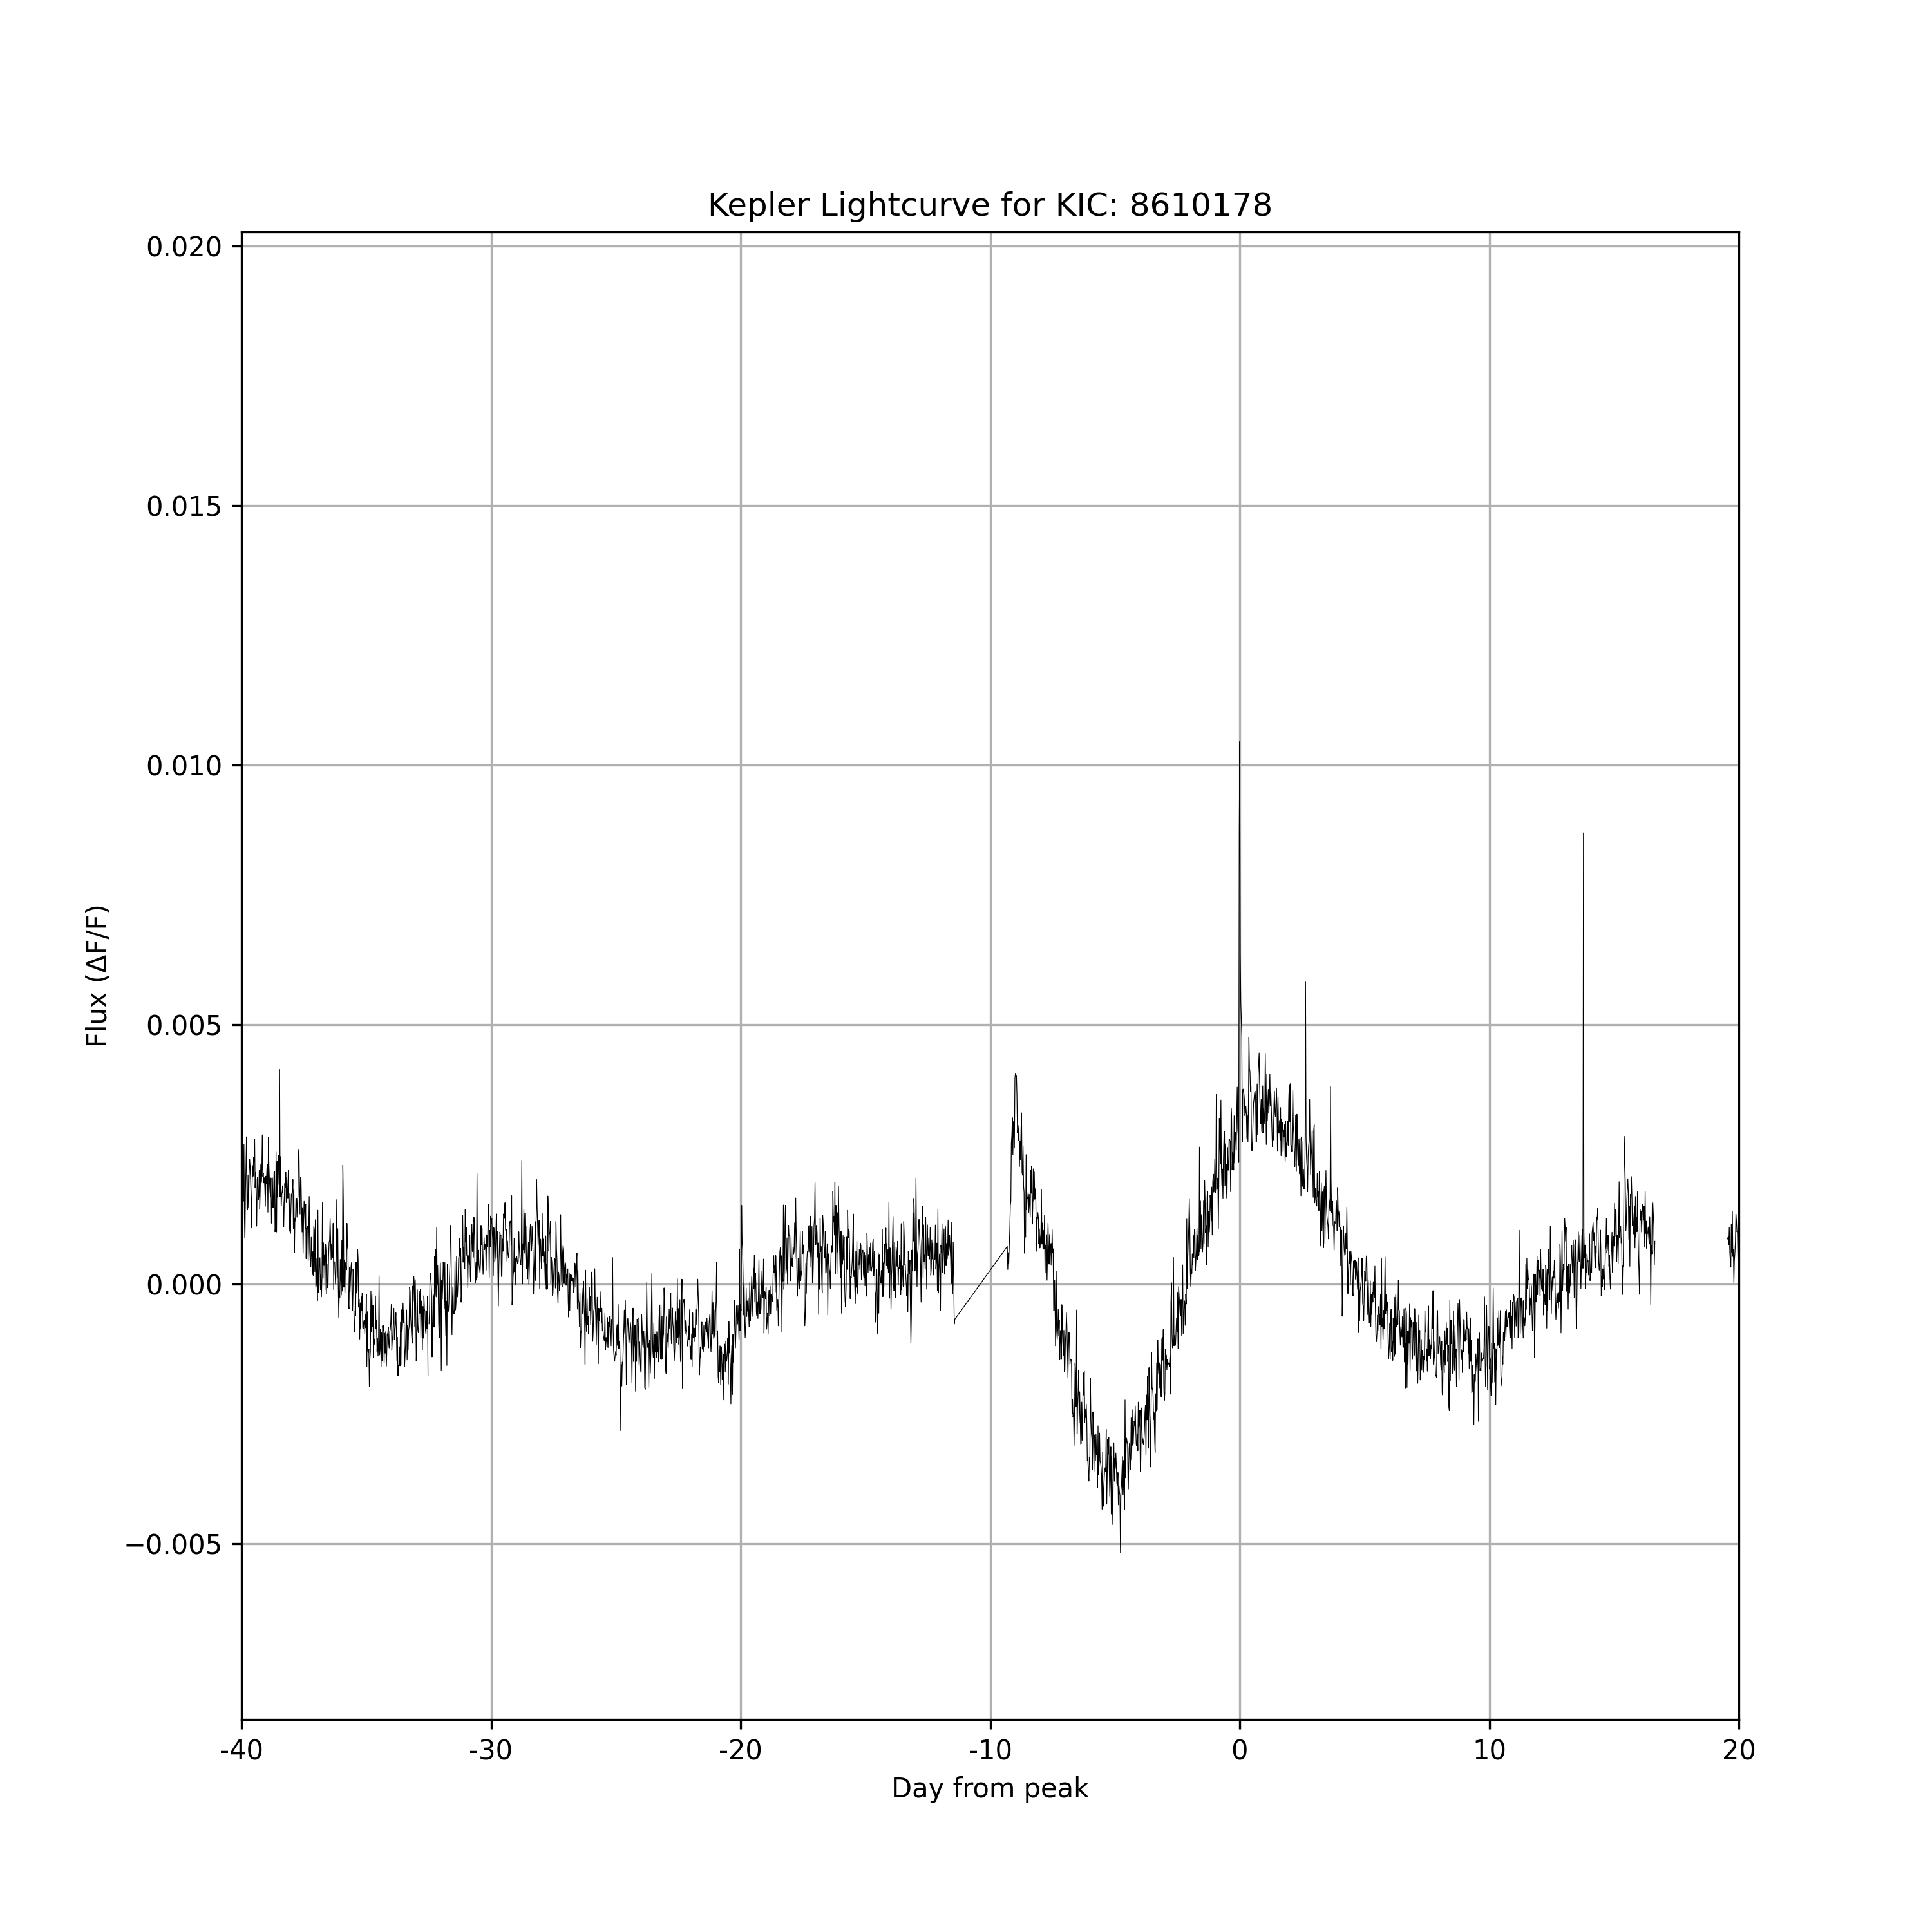 Kepler Lightcurve for KIC: 8610178
0.020
0.015
0.010
0.005
0.000
−0.005
Flux (ΔF/F)
-40 -30 -20 -10 0 10 20
Day from peak